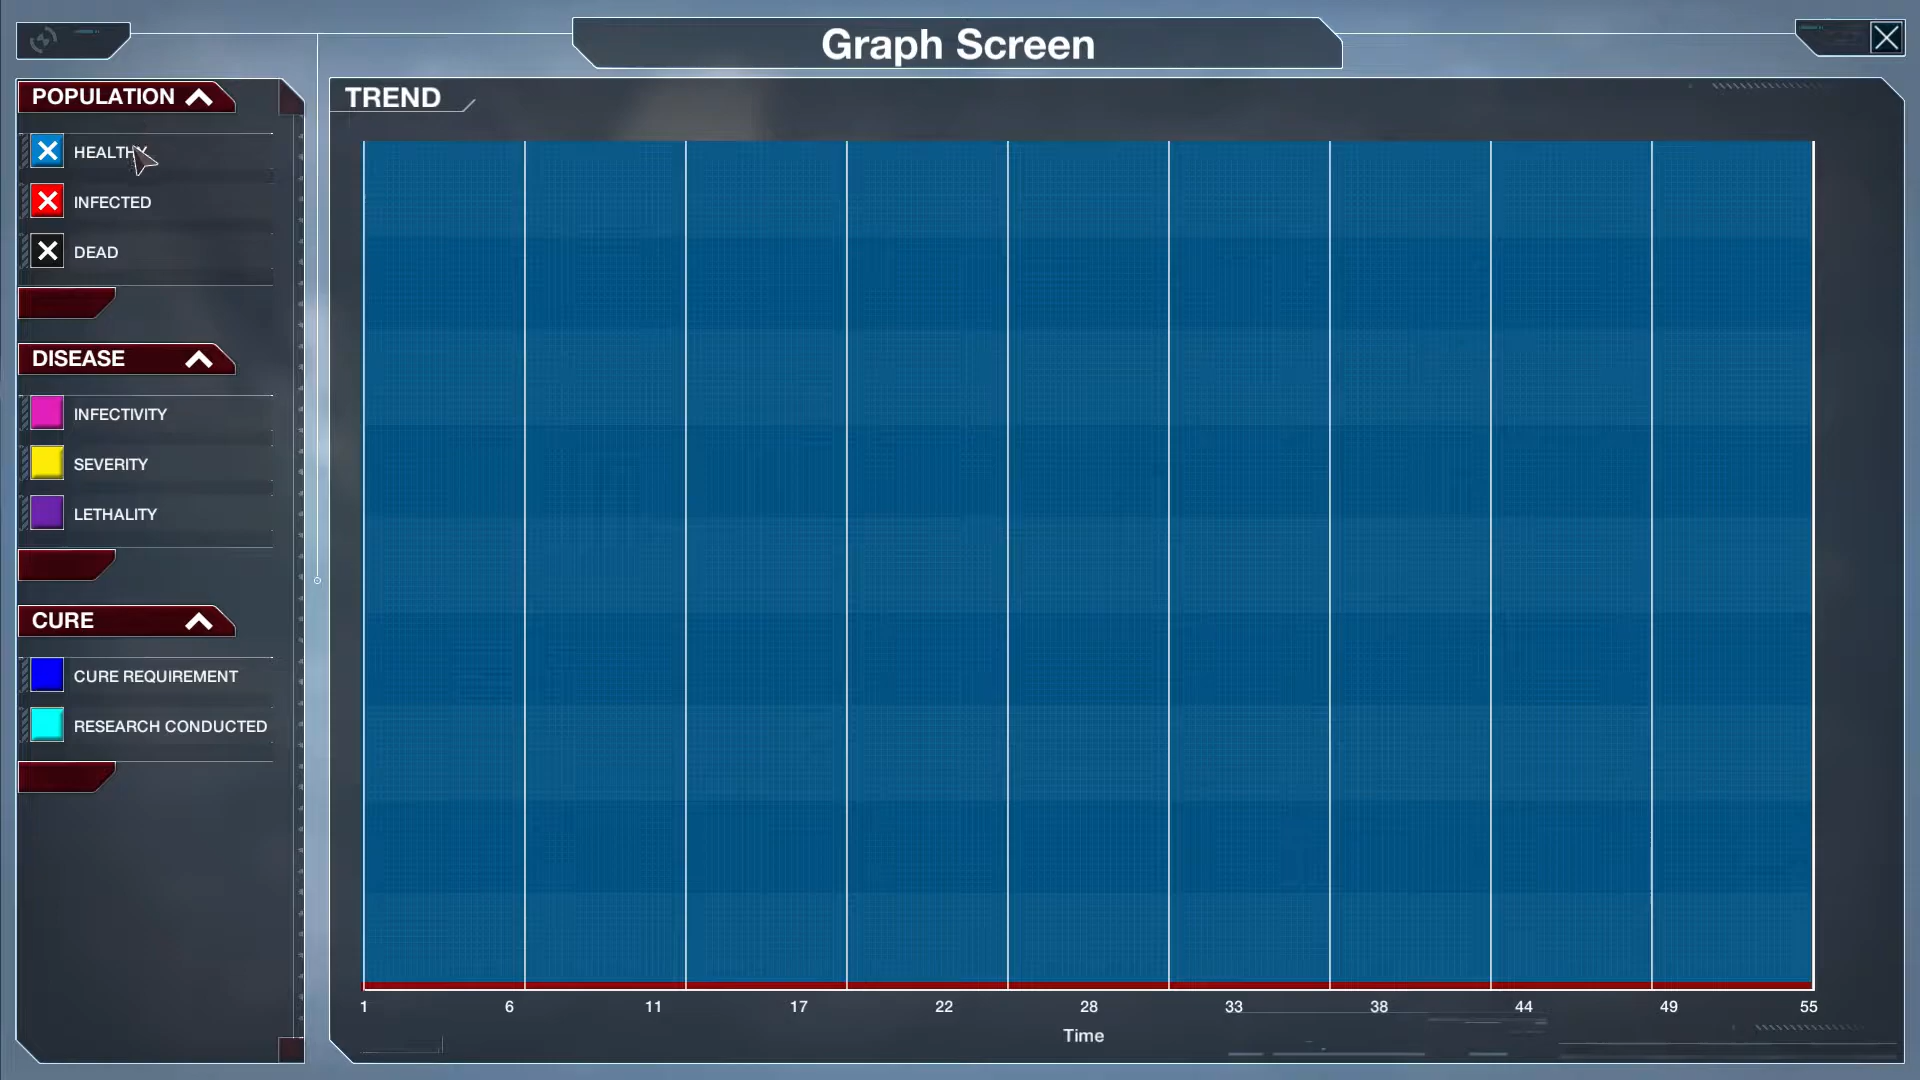 Graph Screen
POPULATION
HEALTHY
INFECTED
DEAD
DISEASE
INFECTIVITY
SEVERITY
LETHALITY
CURE
CURE REQUIREMENT
RESEARCH CONDUCTED
TREND
1 6 11 17 22 28 33 38 44 49 55
Time